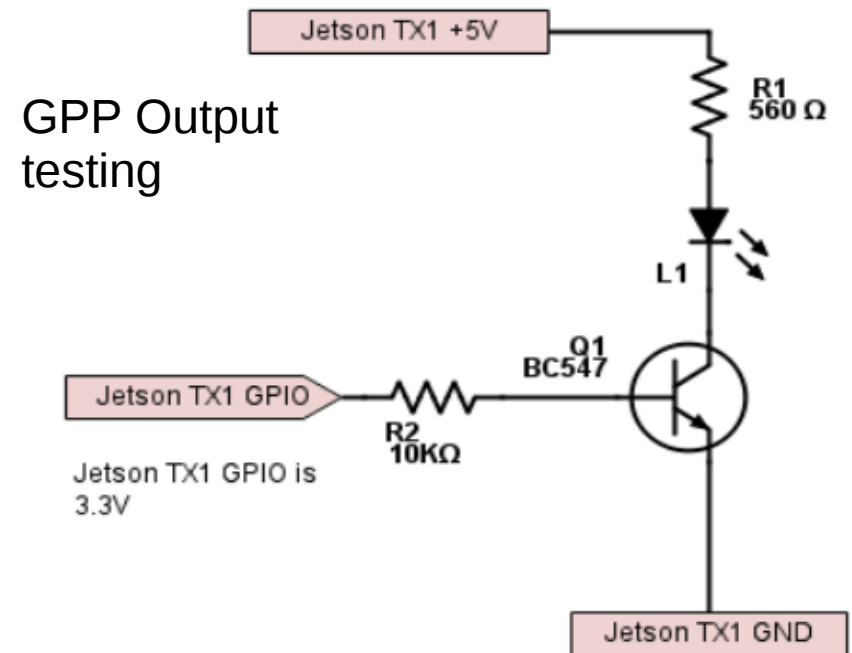 Jetson TX1 +5V
GPP Output
testing
R1
560 Ω
L1
Q1
BC547
Jetson TX1 GPIO
R2
10KΩ
Jetson TX1 GPIO is
3.3V
Jetson TX1 GND